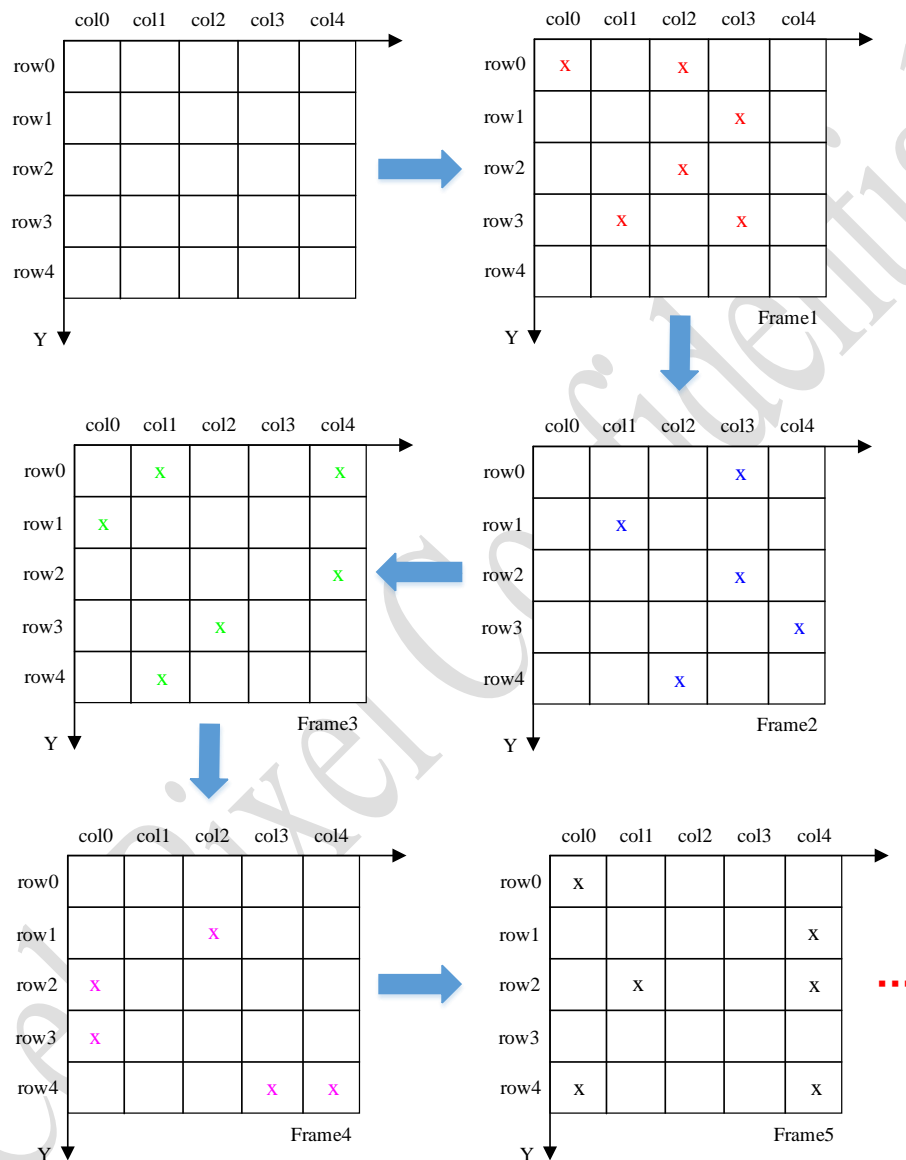 col0 col1 col2 col3 col4
row0
row1
row2
row3
row4
Y
col0 col1 col2 col3 col4
row0 x x
row1 x
row2 x
row3 x x
row4
Frame1
Y
col0 col1 col2 col3 col4
row0 x x
row1 x
row2 x
row3 x
row4 x
Frame3
Y
col0 col1 col2 col3 col4
row0 x
row1 x
row2 x
row3 x
row4 x
Frame2
Y
col0 col1 col2 col3 col4
row0
row1 x
row2 x
row3 x
row4 x x
Frame4
Y
col0 col1 col2 col3 col4
row0 x
row1 x
row2 x x
row3
row4 x x
Frame5
Y
Pixel Confidential